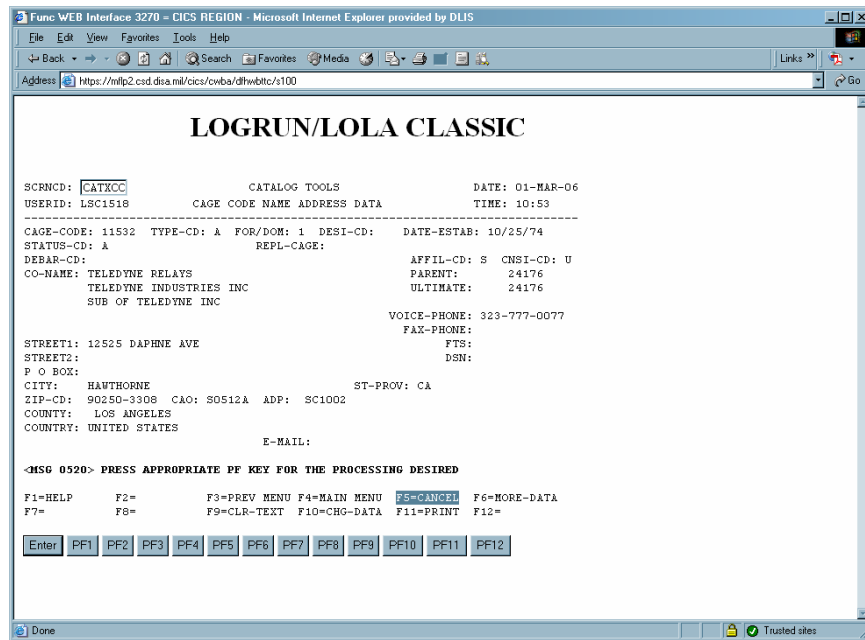 Func WEB Interface 3270 = CICS REGION - Microsoft Internet Explorer provided by DLIS
File Edit View Favorites Tools Help
Back Search Favorites Media Links »
Address https://mflp2.csd.disa.mil/cics/cwba/dfhwbttc/s100 Go
LOGRUN/LOLA CLASSIC
SCRNCD: CATXCC CATALOG TOOLS DATE: 01-MAR-06
USERID: LSC1518 CAGE CODE NAME ADDRESS DATA TIME: 10:53
--------------------------------------------------------------------------------
CAGE-CODE: 11532 TYPE-CD: A FOR/DOM: 1 DESI-CD: DATE-ESTAB: 10/25/74
STATUS-CD: A REPL-CAGE:
DEBAR-CD: AFFIL-CD: S CNSI-CD: U
CO-NAME: TELEDYNE RELAYS PARENT: 24176
TELEDYNE INDUSTRIES INC ULTIMATE: 24176
SUB OF TELEDYNE INC
VOICE-PHONE: 323-777-0077
FAX-PHONE:
STREET1: 12525 DAPHNE AVE FTS:
STREET2: DSN:
P O BOX:
CITY: HAWTHORNE ST-PROV: CA
ZIP-CD: 90250-3308 CAO: S0512A ADP: SC1002
COUNTY: LOS ANGELES
COUNTRY: UNITED STATES
E-MAIL:
<MSG 0520> PRESS APPROPRIATE PF KEY FOR THE PROCESSING DESIRED
F1=HELP F2= F3=PREV MENU F4=MAIN MENU F5=CANCEL F6=MORE-DATA
F7= F8= F9=CLR-TEXT F10=CHG-DATA F11=PRINT F12=
Enter PF1 PF2 PF3 PF4 PF5 PF6 PF7 PF8 PF9 PF10 PF11 PF12
Done Trusted sites